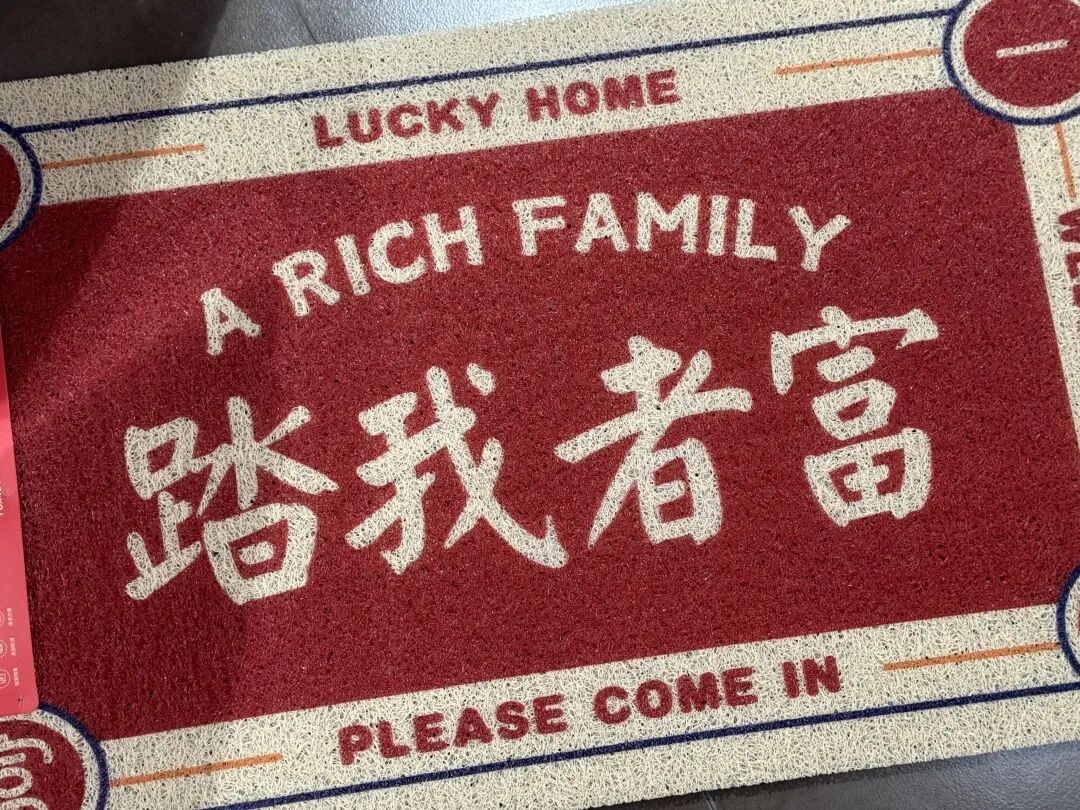 LUCKY HOME
A RICH FAMILY
踏我者富
PLEASE COME IN